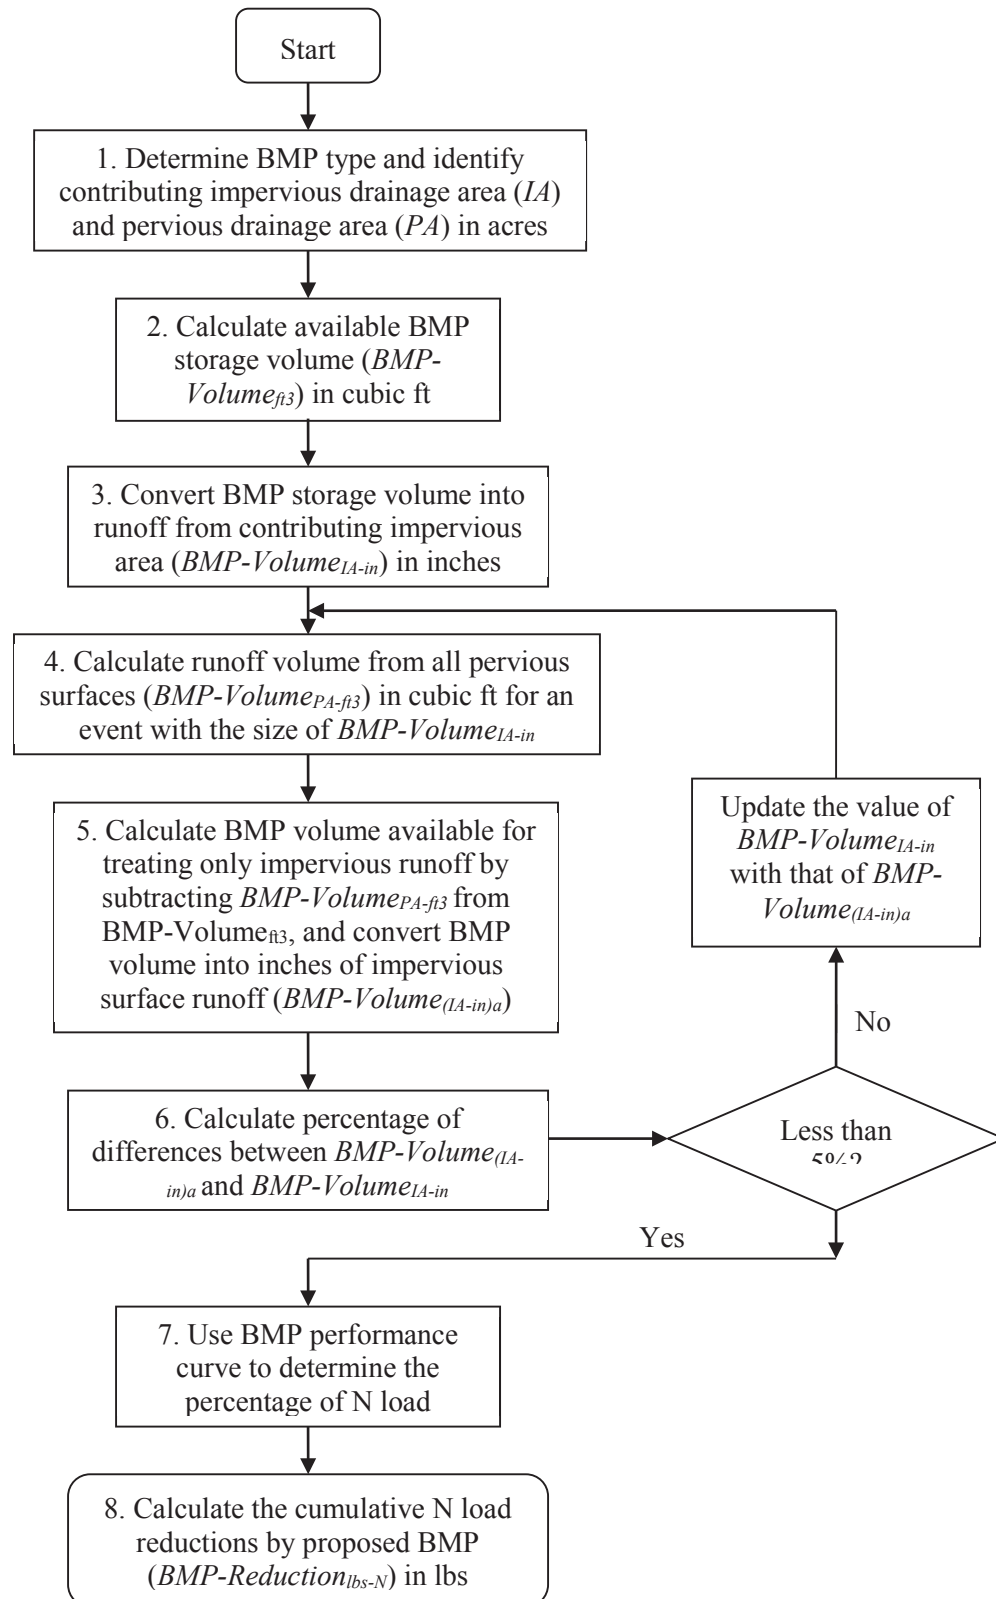 Start
1. Determine BMP type and identify
contributing impervious drainage area (IA)
and pervious drainage area (PA) in acres
2. Calculate available BMP
storage volume (BMP-
Volumeft3) in cubic ft
3. Convert BMP storage volume into
runoff from contributing impervious
area (BMP-VolumeIA-in) in inches
4. Calculate runoff volume from all pervious
surfaces (BMP-VolumePA-ft3) in cubic ft for an
event with the size of BMP-VolumeIA-in
5. Calculate BMP volume available for
treating only impervious runoff by
subtracting BMP-VolumePA-ft3 from
BMP-Volumeft3, and convert BMP
volume into inches of impervious
surface runoff (BMP-Volume(IA-in)a)
Update the value of
BMP-VolumeIA-in
with that of BMP-
Volume(IA-in)a
No
6. Calculate percentage of
differences between BMP-Volume(IA-
in)a and BMP-VolumeIA-in
Less than
5%?
Yes
7. Use BMP performance
curve to determine the
percentage of N load
8. Calculate the cumulative N load
reductions by proposed BMP
(BMP-Reductionlbs-N) in lbs